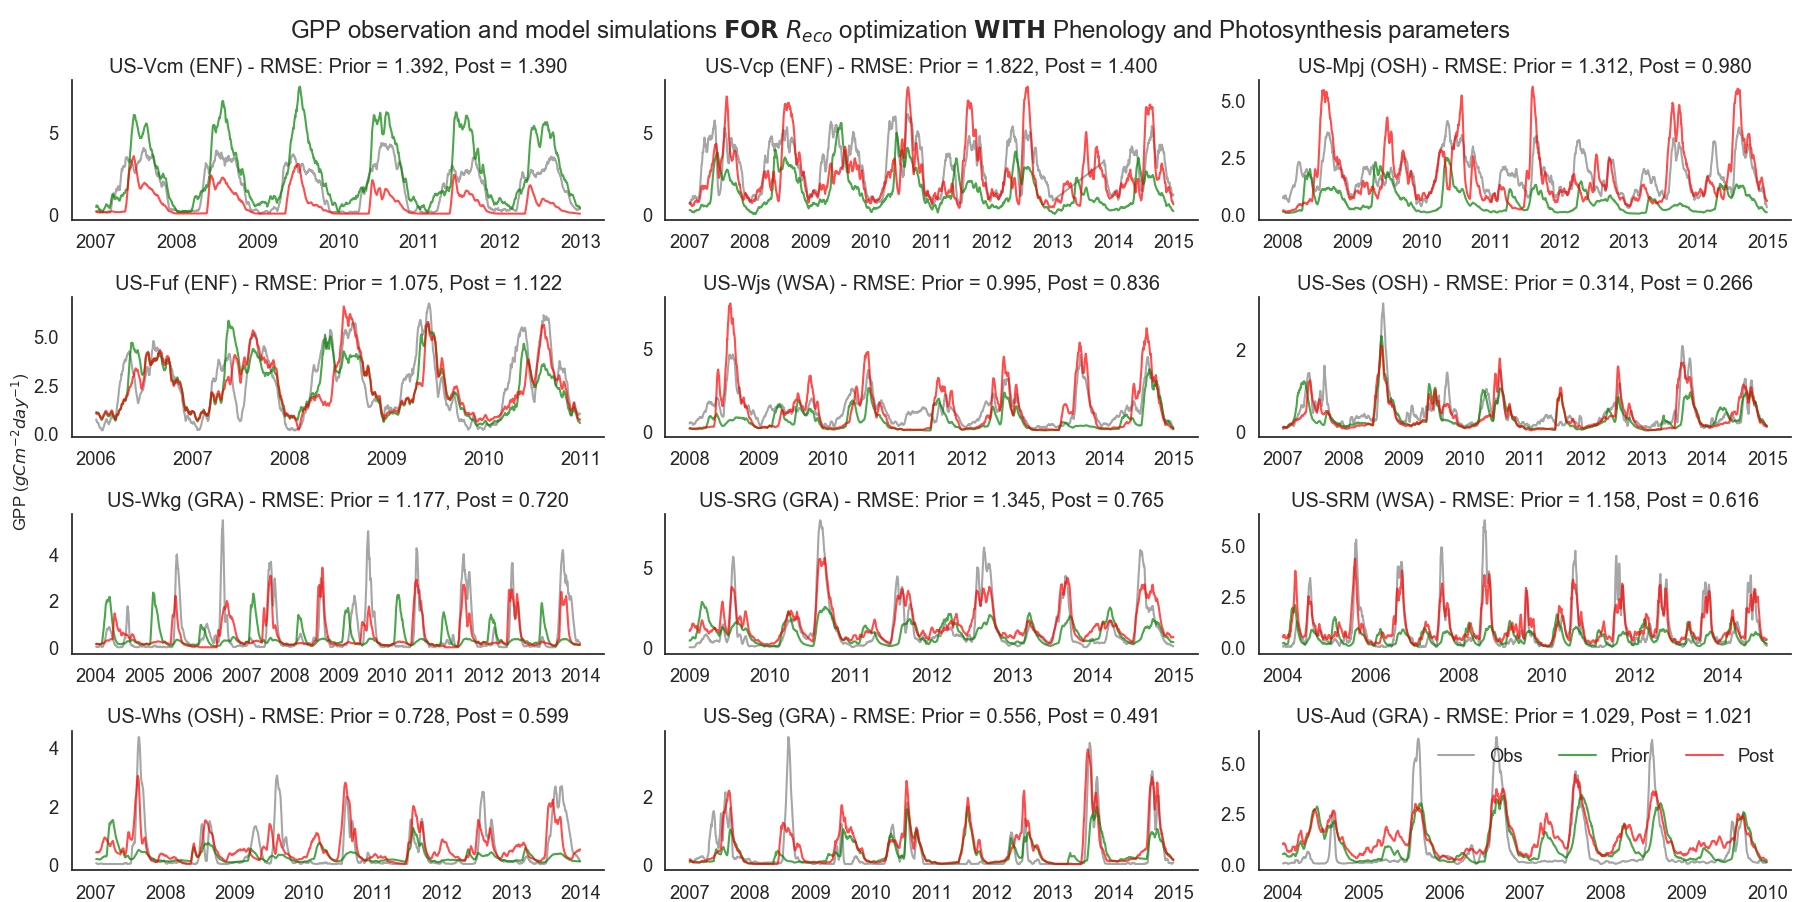 GPP observation and model simulations FOR R_eco optimization WITH Phenology and Photosynthesis parameters
US-Vcm (ENF) - RMSE: Prior = 1.392, Post = 1.390
5
0
2007 2008 2009 2010 2011 2012 2013
US-Vcp (ENF) - RMSE: Prior = 1.822, Post = 1.400
5
0
2007 2008 2009 2010 2011 2012 2013 2014 2015
US-Mpj (OSH) - RMSE: Prior = 1.312, Post = 0.980
5.0
2.5
0.0
2008 2009 2010 2011 2012 2013 2014 2015
GPP (gCm⁻²day⁻¹)
US-Fuf (ENF) - RMSE: Prior = 1.075, Post = 1.122
5.0
2.5
0.0
2006 2007 2008 2009 2010 2011
US-Wjs (WSA) - RMSE: Prior = 0.995, Post = 0.836
5
0
2008 2009 2010 2011 2012 2013 2014 2015
US-Ses (OSH) - RMSE: Prior = 0.314, Post = 0.266
2
0
2007 2008 2009 2010 2011 2012 2013 2014 2015
US-Wkg (GRA) - RMSE: Prior = 1.177, Post = 0.720
4
2
0
2004 2005 2006 2007 2008 2009 2010 2011 2012 2013 2014
US-SRG (GRA) - RMSE: Prior = 1.345, Post = 0.765
5
0
2009 2010 2011 2012 2013 2014 2015
US-SRM (WSA) - RMSE: Prior = 1.158, Post = 0.616
5.0
2.5
0.0
2004 2006 2008 2010 2012 2014
US-Whs (OSH) - RMSE: Prior = 0.728, Post = 0.599
4
2
0
2007 2008 2009 2010 2011 2012 2013 2014
US-Seg (GRA) - RMSE: Prior = 0.556, Post = 0.491
2
0
2007 2008 2009 2010 2011 2012 2013 2014 2015
US-Aud (GRA) - RMSE: Prior = 1.029, Post = 1.021
Obs Prior Post
5.0
2.5
0.0
2004 2005 2006 2007 2008 2009 2010